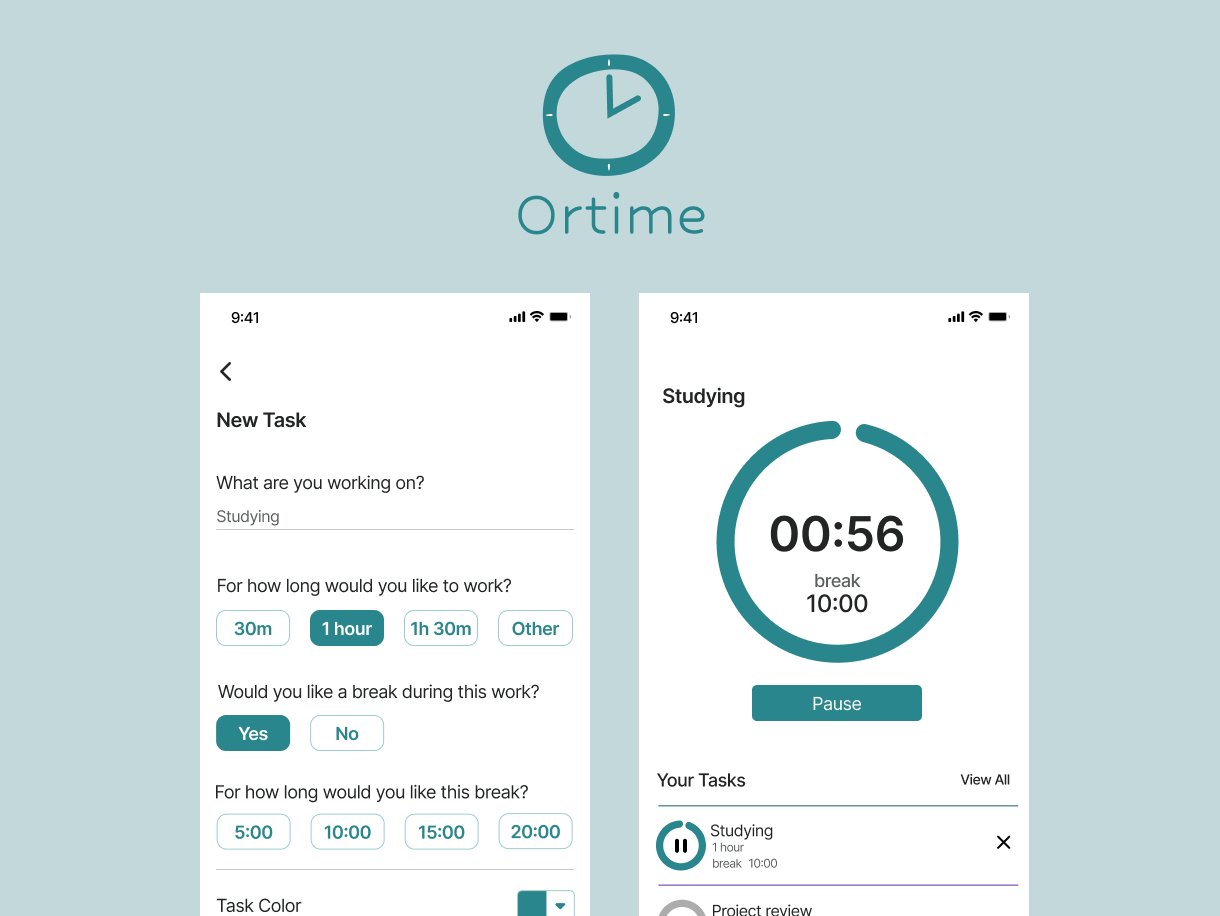 Ortime
9:41
New Task
What are you working on?
Studying
For how long would you like to work?
30m 1 hour 1h 30m Other
Would you like a break during this work?
Yes No
For how long would you like this break?
5:00 10:00 15:00 20:00
Task Color
9:41
Studying
00:56
break
10:00
Pause
Your Tasks View All
Studying
1 hour
break 10:00
Project review